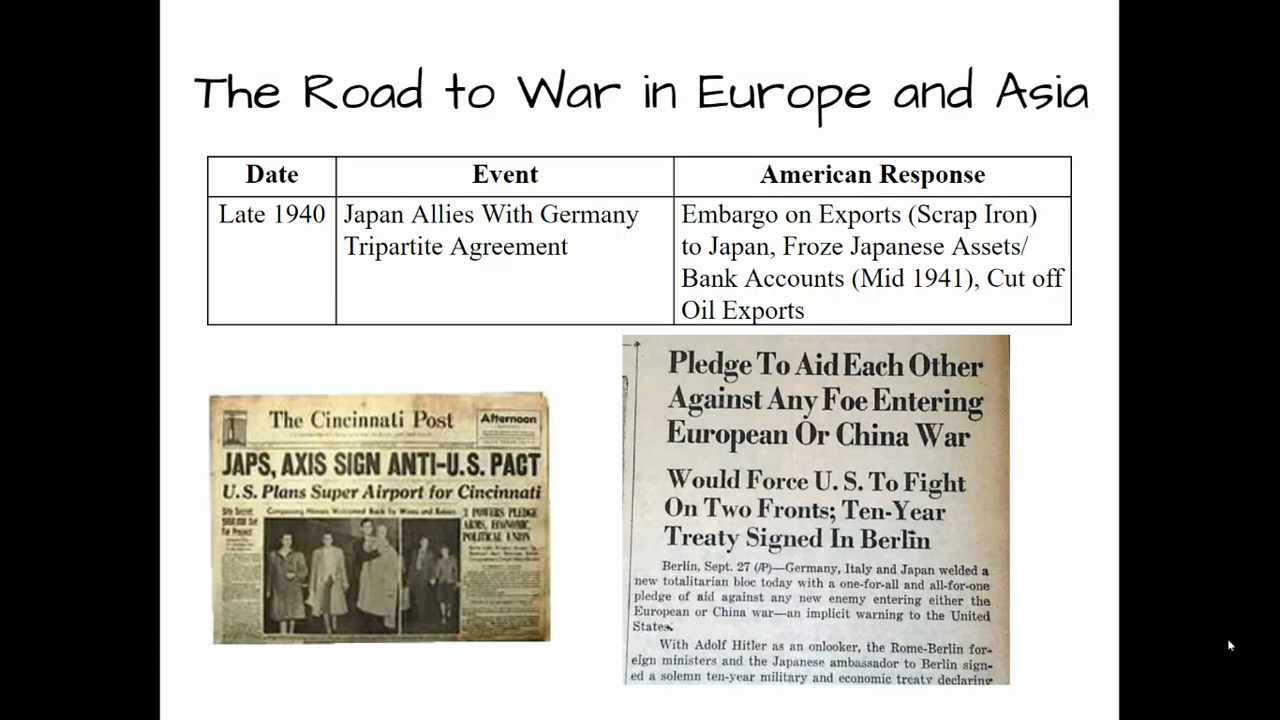 The Road to War in Europe and Asia
Date Event American Response
Late 1940 Japan Allies With Germany Embargo on Exports (Scrap Iron)
Tripartite Agreement to Japan, Froze Japanese Assets/
Bank Accounts (Mid 1941), Cut off
Oil Exports
The Cincinnati Post
Afternoon
JAPS, AXIS SIGN ANTI-U.S. PACT
U.S. Plans Super Airport for Cincinnati
Welcomed Back by Wives and Babies
POWERS PLEDGE
ARMS, ECONOMIC,
POLITICAL UNION
Pledge To Aid Each Other
Against Any Foe Entering
European Or China War
Would Force U. S. To Fight
On Two Fronts; Ten-Year
Treaty Signed In Berlin
Berlin, Sept. 27 (AP)—Germany, Italy and Japan welded a
new totalitarian bloc today with a one-for-all and all-for-one
pledge of aid against any new enemy entering either the
European or China war—an implicit warning to the United
States.
With Adolf Hitler as an onlooker, the Rome-Berlin for-
eign ministers and the Japanese ambassador to Berlin sign-
ed a solemn ten-year military and economic treaty declaring